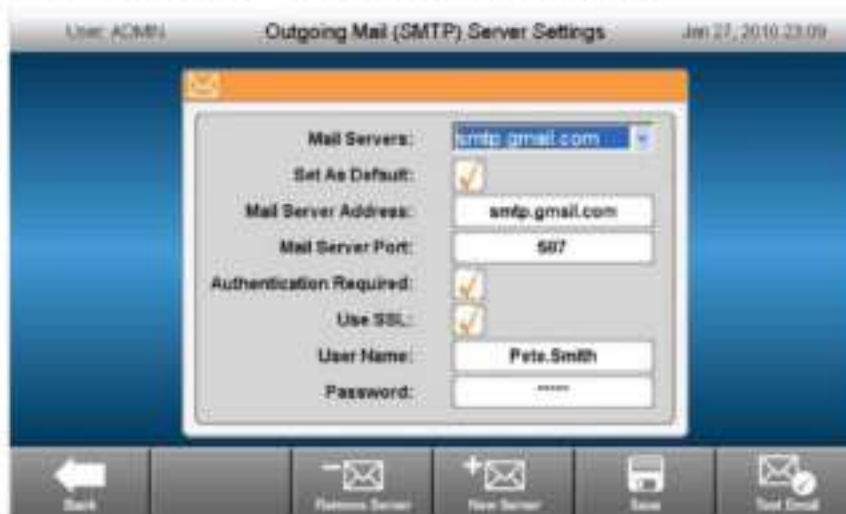 User: ADMIN Outgoing Mail (SMTP) Server Settings Jan 27, 2010 23:09
Mail Servers: smtp.gmail.com
Set As Default:
Mail Server Address: smtp.gmail.com
Mail Server Port: 587
Authentication Required:
Use SSL:
User Name: Pete.Smith
Password: *****
Back Remove Server New Server Save Test Email